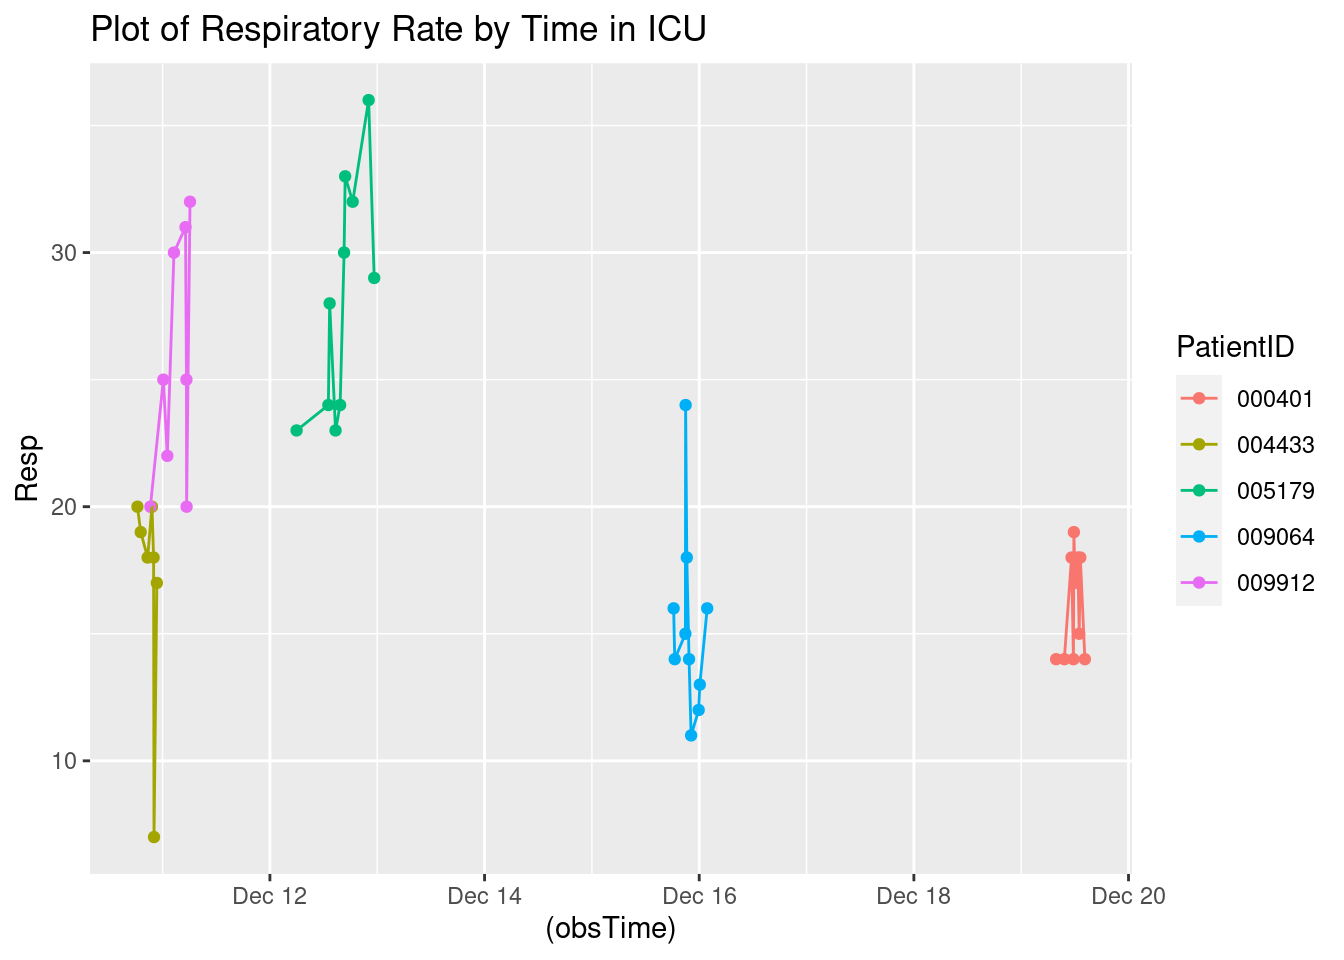 Plot of Respiratory Rate by Time in ICU
Resp
30
20
10
Dec 12
Dec 14
Dec 16
Dec 18
Dec 20
(obsTime)
PatientID
000401
004433
005179
009064
009912